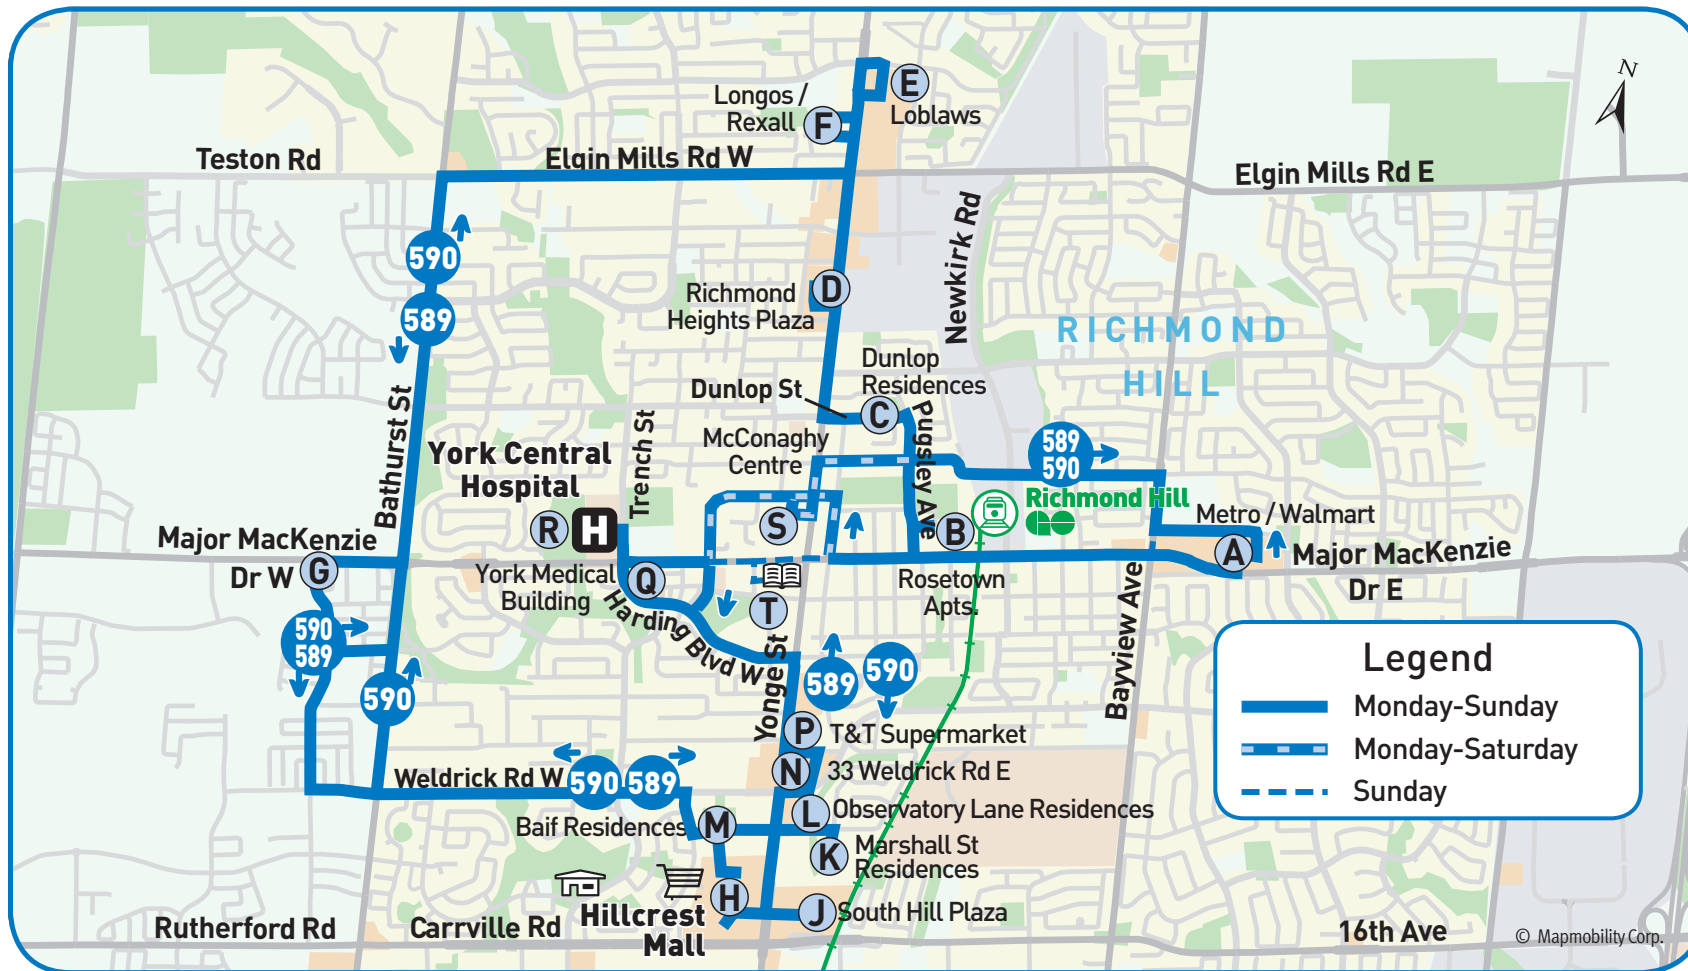 N
E
Loblaws
Longos /
Rexall
F
Teston Rd
Elgin Mills Rd W
Elgin Mills Rd E
590
589
Newkirk Rd
D
Richmond
Heights Plaza
RICHMOND
HILL
Dunlop
Residences
Dunlop St
C
Pugsley Ave
Bathurst St
Trench St
McConaghy
Centre
589
590
York Central
Hospital
R
H
S
B
Richmond Hill
GO
Metro / Walmart
A
Major MacKenzie
Dr W
G
Major MacKenzie
Dr E
York Medical
Building
Q
T
Rosetown
Apts.
Harding Blvd W
Yonge St
Bayview Ave
590
589
590
589
590
P
T&T Supermarket
N
33 Weldrick Rd E
Weldrick Rd W
590
589
L
Observatory Lane Residences
Baif Residences
M
K
Marshall St
Residences
H
Hillcrest
Mall
J
South Hill Plaza
Rutherford Rd
Carrville Rd
16th Ave
Legend
Monday-Sunday
Monday-Saturday
Sunday
© Mapmobility Corp.